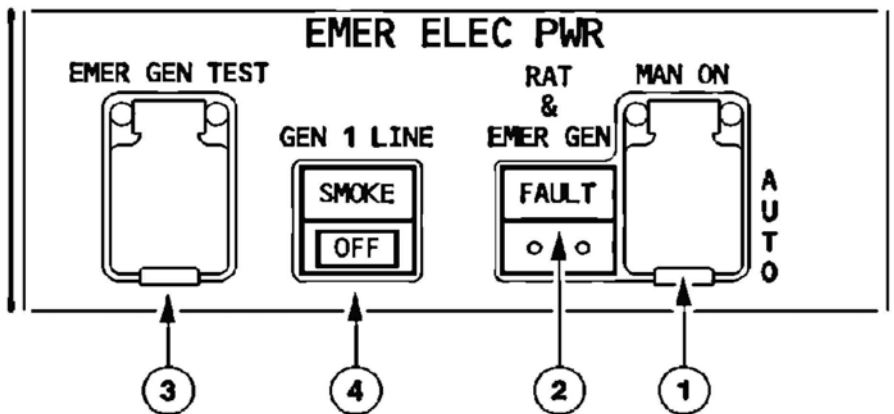 EMER ELEC PWR
EMER GEN TEST
GEN 1 LINE
SMOKE
OFF
RAT
&
EMER GEN
FAULT
MAN ON
AUTO
3
4
2
1